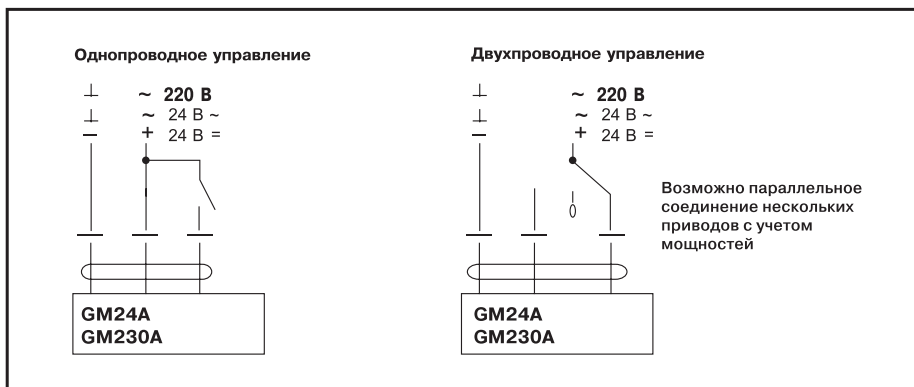 Однопроводное управление
~ 220 В
~ 24 В ~
+ 24 В =
GM24A
GM230A
Двухпроводное управление
~ 220 В
~ 24 В ~
+ 24 В =
Возможно параллельное
соединение нескольких
приводов с учетом
мощностей
GM24A
GM230A